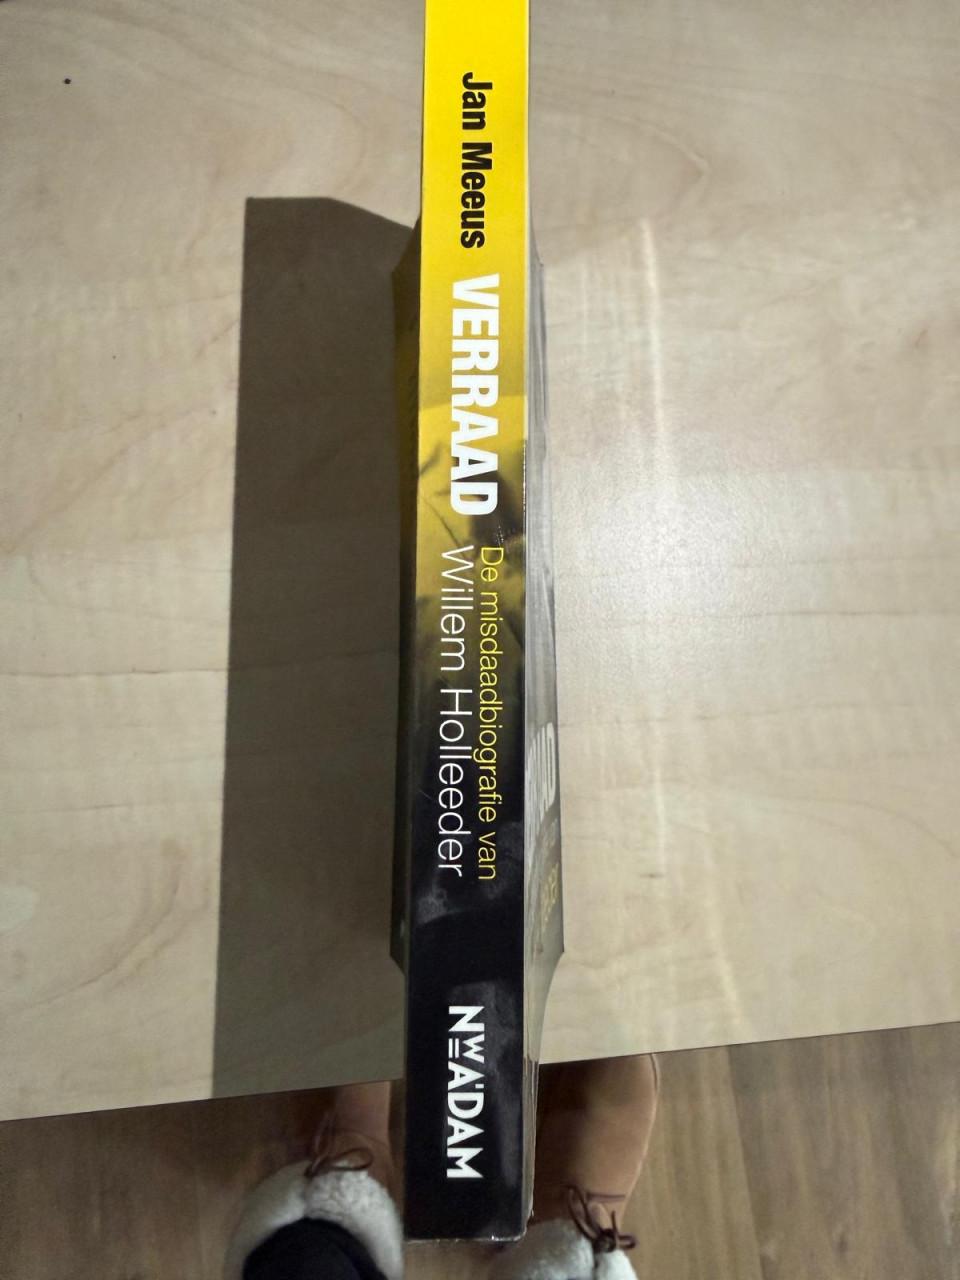 Jan Meeus
VERRAAD
De misdaadbiografie van
Willem Holleeder
NW A'DAM